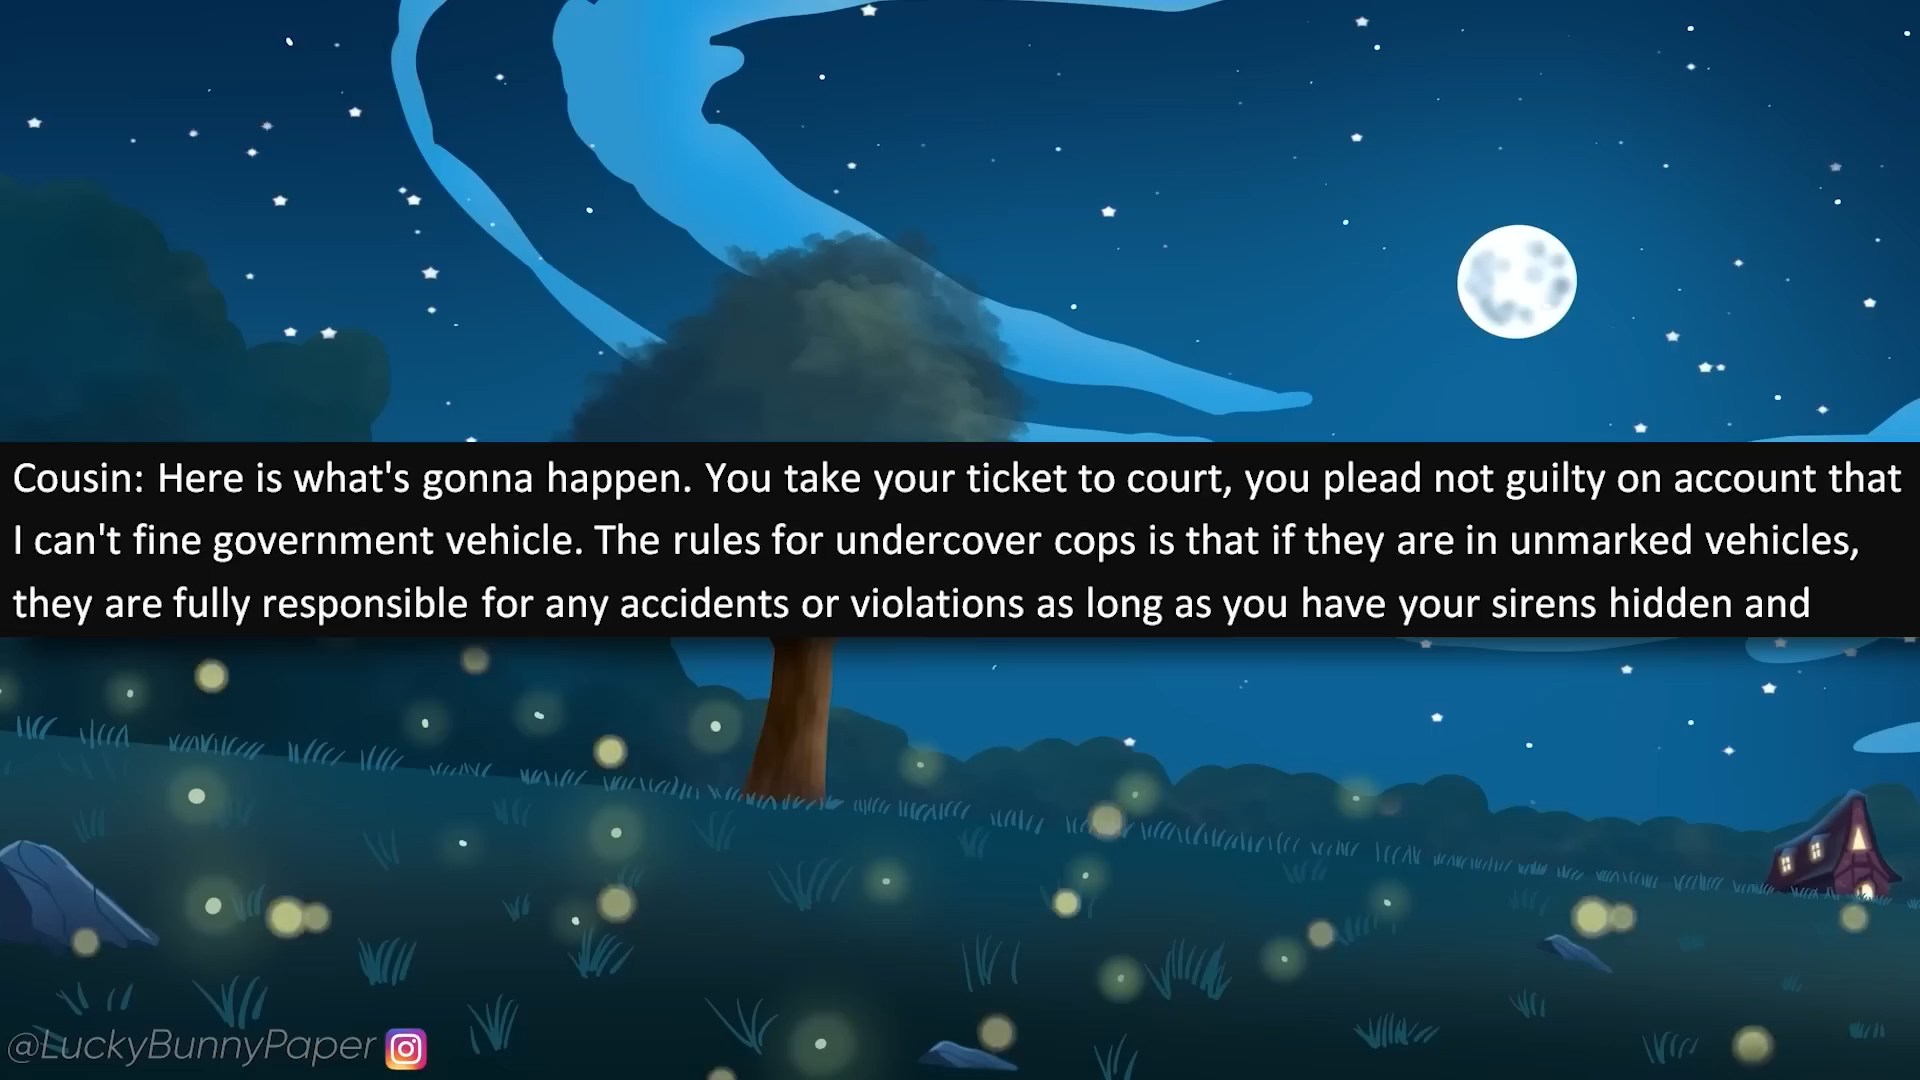 Cousin: Here is what's gonna happen. You take your ticket to court, you plead not guilty on account that
I can't fine government vehicle. The rules for undercover cops is that if they are in unmarked vehicles,
they are fully responsible for any accidents or violations as long as you have your sirens hidden and
@LuckyBunnyPaper